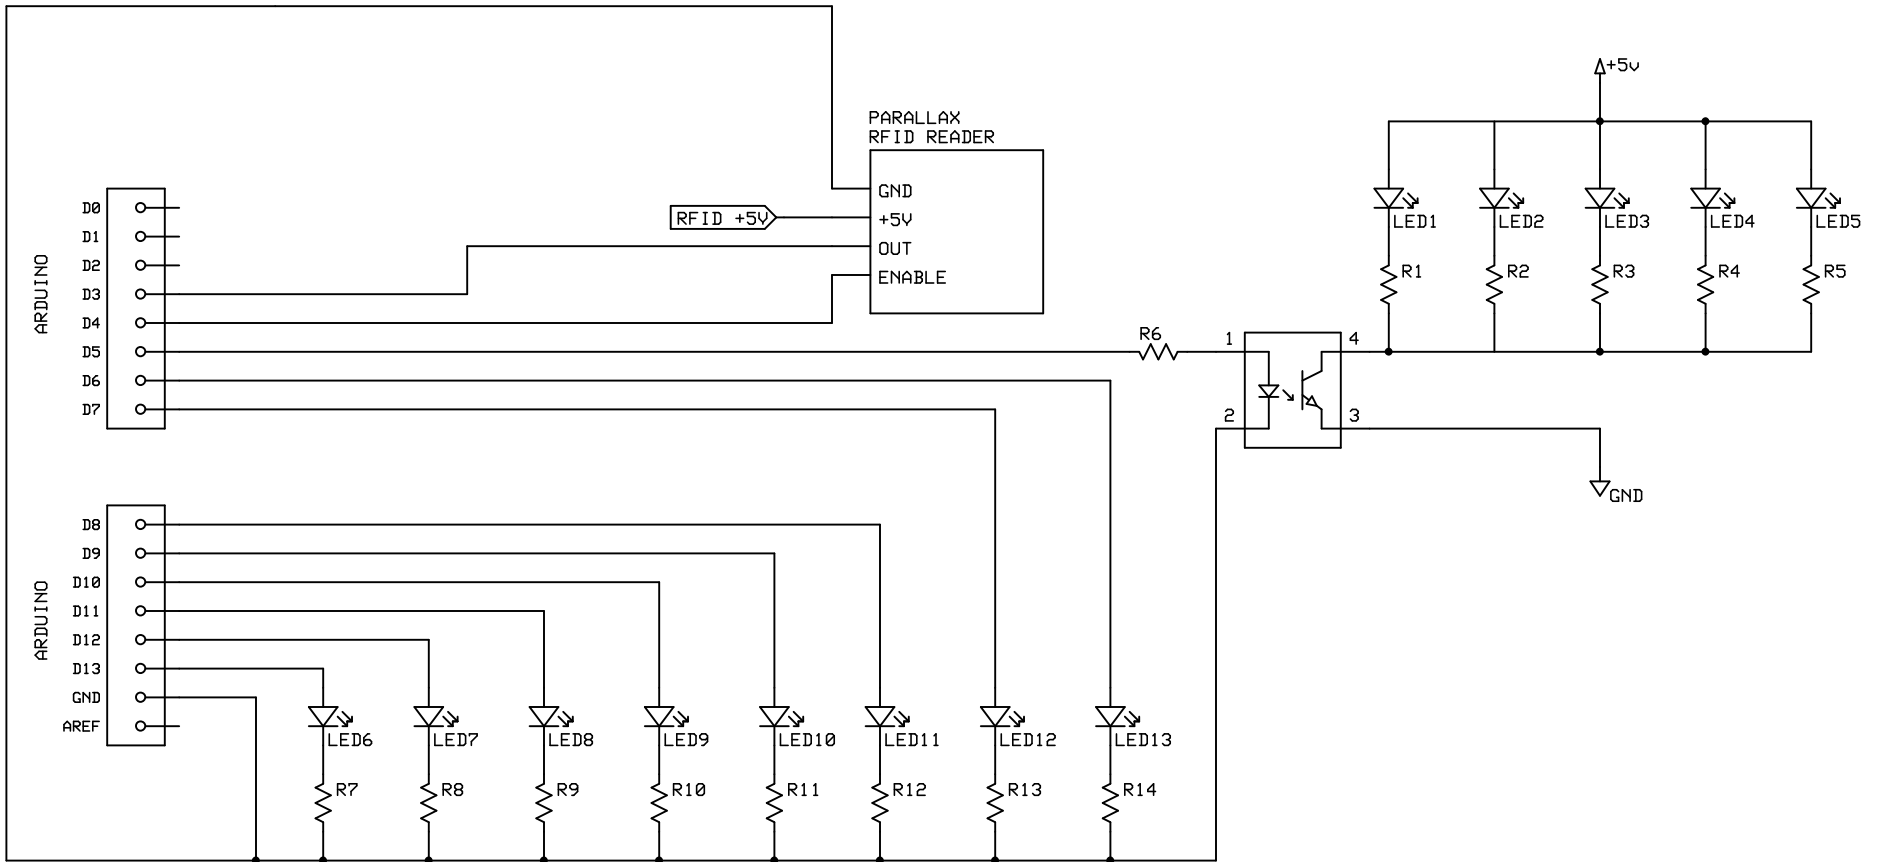 +5v
PARALLAX
RFID READER
GND
+5V
OUT
ENABLE
RFID +5V
ARDUINO
D0
D1
D2
D3
D4
D5
D6
D7
LED1
LED2
LED3
LED4
LED5
R1
R2
R3
R4
R5
R6
1
4
2
3
GND
ARDUINO
D8
D9
D10
D11
D12
D13
GND
AREF
LED6
LED7
LED8
LED9
LED10
LED11
LED12
LED13
R7
R8
R9
R10
R11
R12
R13
R14